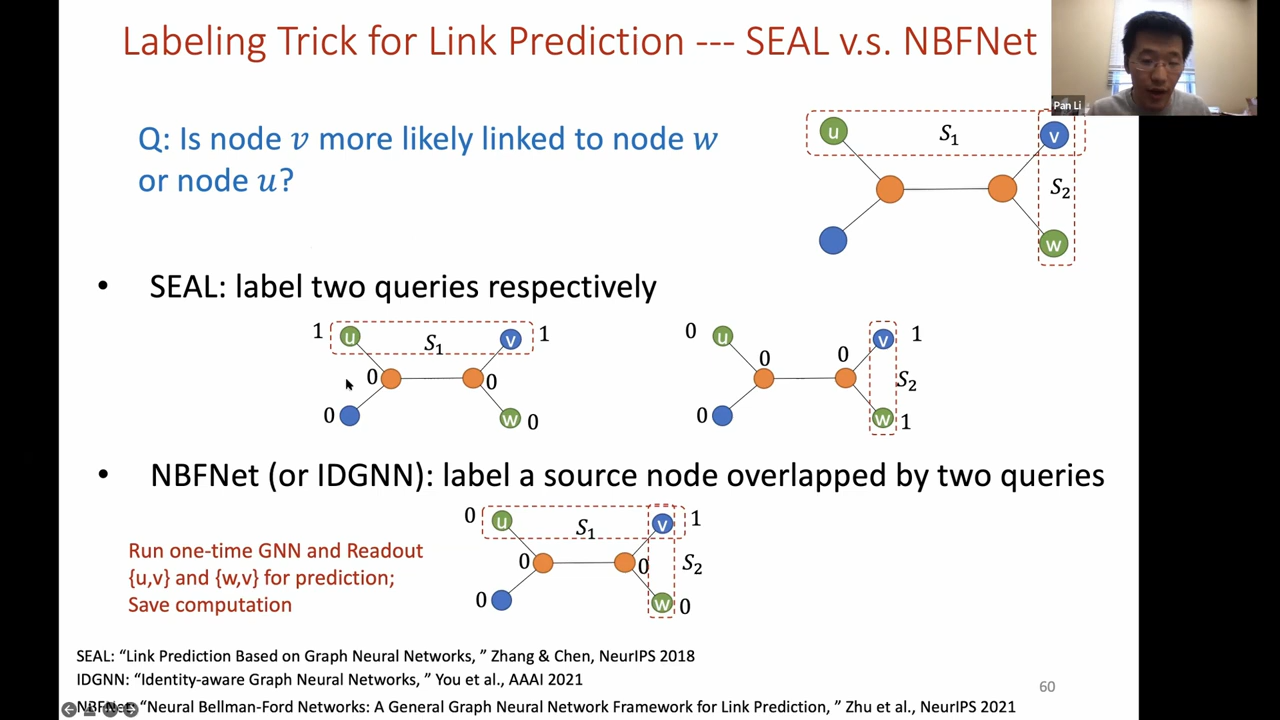 Labeling Trick for Link Prediction --- SEAL v.s. NBFNet
Pan Li
Q: Is node v more likely linked to node w
or node u?
u
S₁
v
S₂
w
• SEAL: label two queries respectively
1
u
S₁
v
1
0
0
0
w
0
0
u
0
0
v
1
S₂
0
w
1
• NBFNet (or IDGNN): label a source node overlapped by two queries
0
u
S₁
v
1
0
0
S₂
0
w
0
Run one-time GNN and Readout
{u,v} and {w,v} for prediction;
Save computation
SEAL: “Link Prediction Based on Graph Neural Networks, ” Zhang & Chen, NeurIPS 2018
IDGNN: “Identity-aware Graph Neural Networks, ” You et al., AAAI 2021
NBFNet: “Neural Bellman-Ford Networks: A General Graph Neural Network Framework for Link Prediction, ” Zhu et al., NeurIPS 2021
60